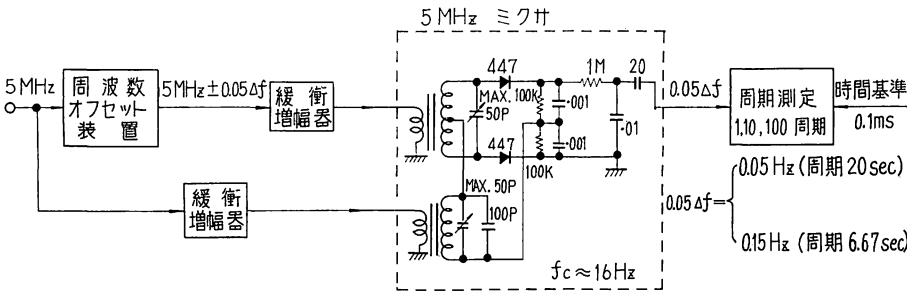 5 MHz ミクサ
5 MHz
周波数
オフセット
装置
5MHz±0.05Δf
緩衝
増幅器
447
MAX.
50P
100K
.001
1M
20
.01
447
100K
.001
0.05Δf
周期測定
1,10,100 周期
時間基準
0.1ms
緩衝
増幅器
MAX. 50P
100P
fc≈16Hz
0.05Δf=
0.05 Hz (周期 20 sec)
0.15 Hz (周期 6.67 sec)